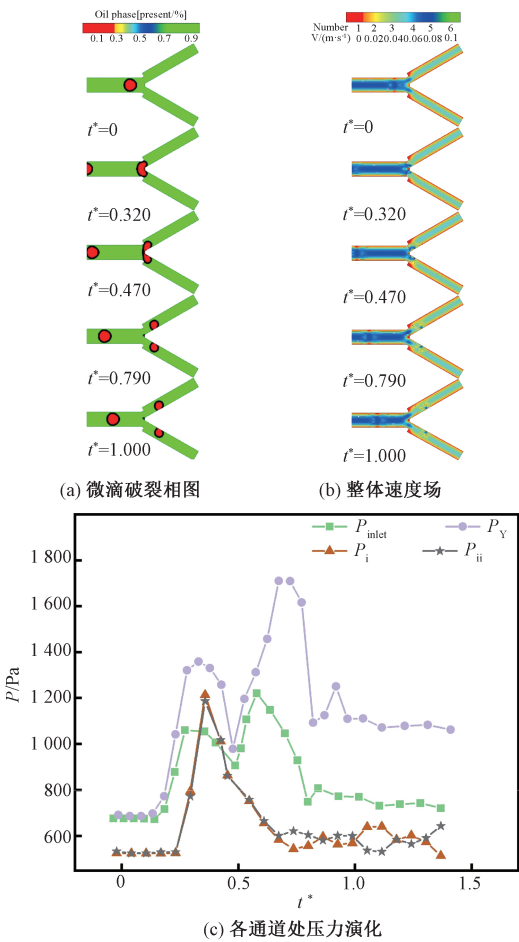 Oil phase[present/%]
0.1 0.3 0.5 0.7 0.9
t*=0
t*=0.320
t*=0.470
t*=0.790
t*=1.000
(a) 微滴破裂相图
Number 1 2 3 4 5 6
V/(m·s⁻¹) 0 0.02 0.04 0.06 0.08 0.1
t*=0
t*=0.320
t*=0.470
t*=0.790
t*=1.000
(b) 整体速度场
P_inlet P_Y
P_i P_ii
P/Pa
1 800
1 600
1 400
1 200
1 000
800
600
0 0.5 1.0 1.5
t*
(c) 各通道处压力演化